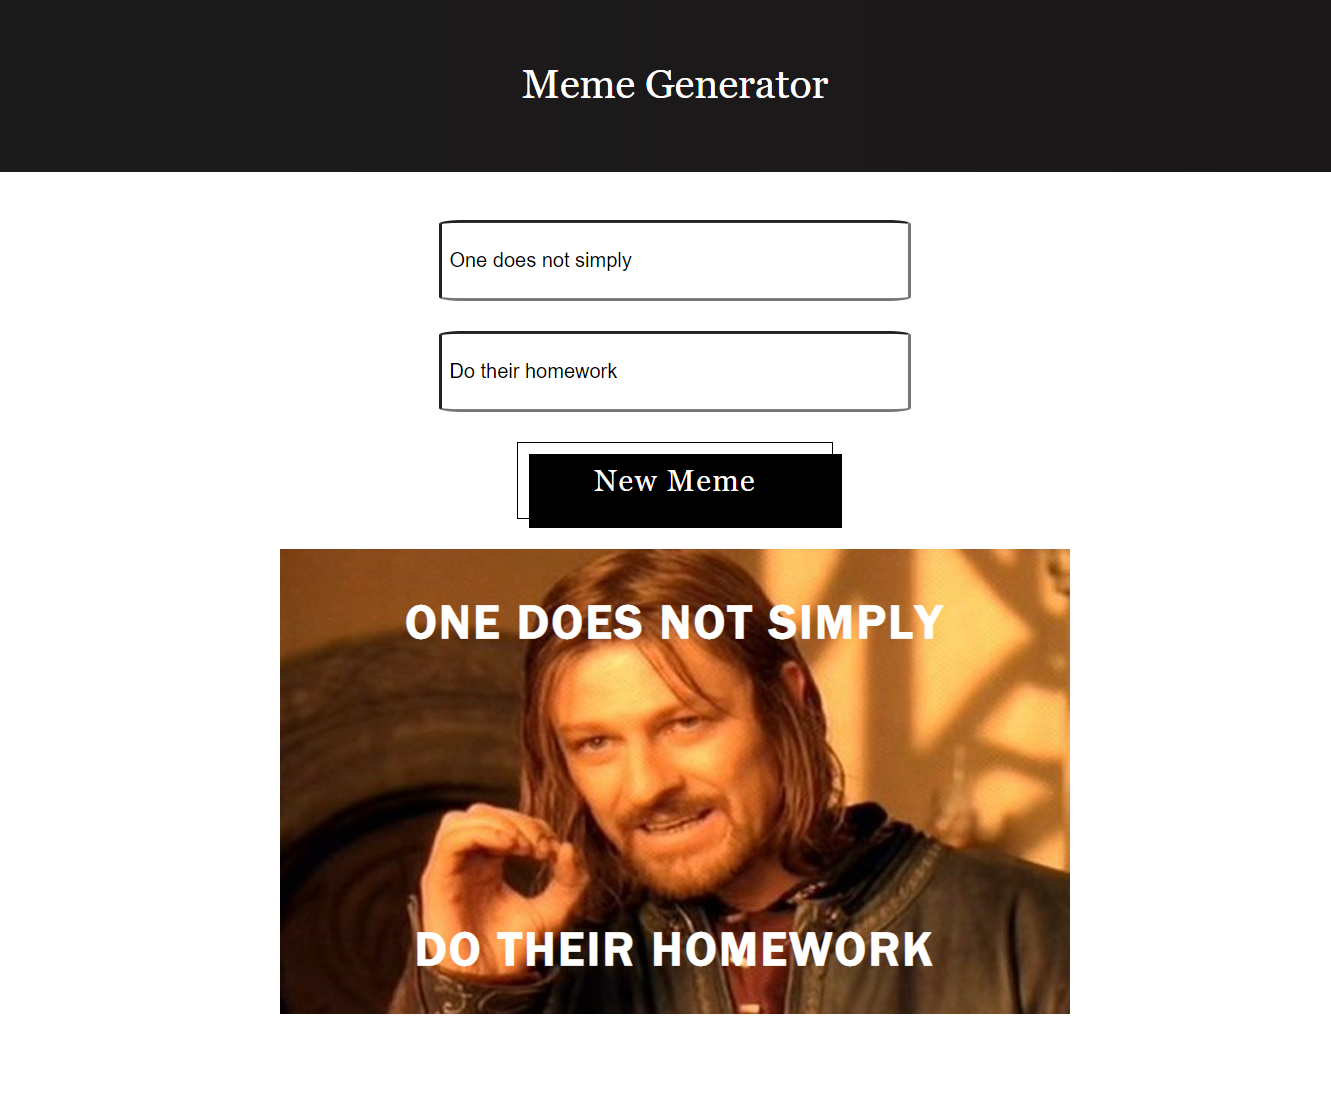 Meme Generator
One does not simply
Do their homework
New Meme
ONE DOES NOT SIMPLY
DO THEIR HOMEWORK